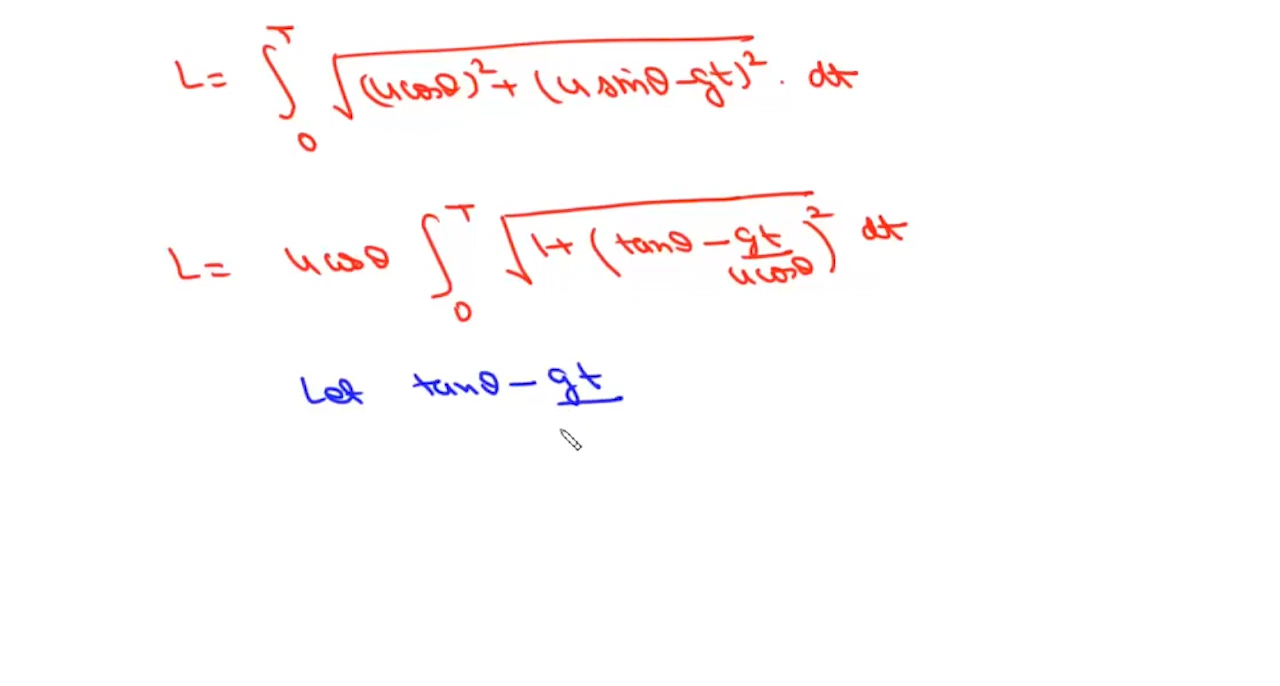 L = ∫₀ᵀ √((u cosθ)² + (u sinθ - gt)²) . dt
L = u cosθ ∫₀ᵀ √(1 + (tanθ - gt/(u cosθ))²) dt
Let tanθ - gt